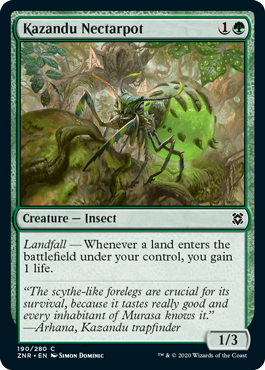 Kazandu Nectarpot 1
Creature — Insect
Landfall — Whenever a land enters the
battlefield under your control, you gain
1 life.
"The scythe-like forelegs are crucial for its
survival, because it tastes really good and
every inhabitant of Murasa knows it."
—Arhana, Kazandu trapfinder
1/3
190/280 C
ZNR • EN SIMON DOMINIC
™ & © 2020 Wizards of the Coast